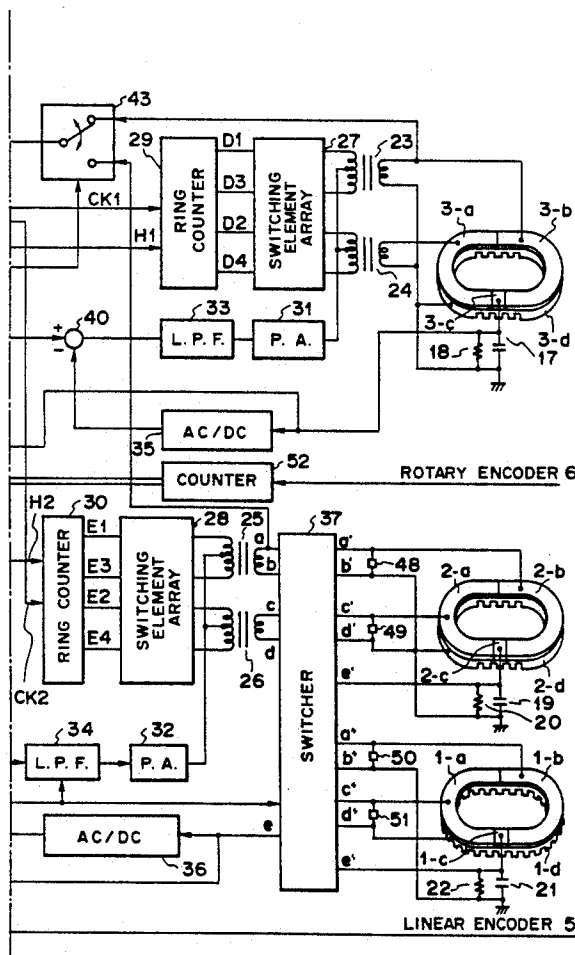 43
29
27
23
D1
D3
D2
D4
CK1
H1
RING
COUNTER
SWITCHING
ELEMENT
ARRAY
24
3-a
3-b
3-c
3-d
17
18
40
+
-
33
L. P. F.
31
P. A.
35
AC/DC
52
COUNTER
ROTARY ENCODER 6
30
28
25
37
H2
E1
E3
E2
E4
RING COUNTER
SWITCHING
ELEMENT
ARRAY
a
b
c
d
26
CK2
SWITCHER
a'
b'
48
c'
d'
49
e'
2-a
2-b
2-c
2-d
19
20
34
L. P. F.
32
P. A.
e
AC/DC
36
b'
50
51
1-a
1-b
1-c
1-d
22
21
LINEAR ENCODER 5